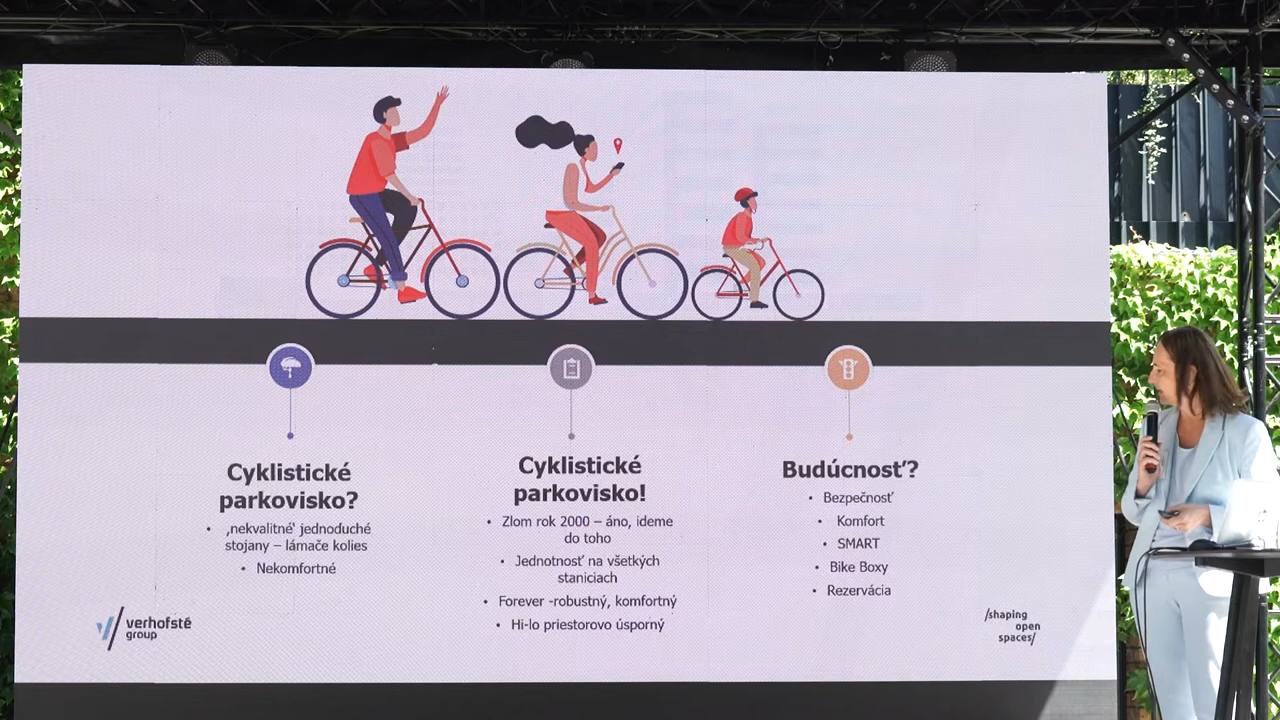 Cyklistické
parkovisko?
• ‚nekvalitné‘ jednoduché
stojany – lámače kolies
• Nekomfortné
Cyklistické
parkovisko!
• Zlom rok 2000 – áno, ideme
do toho
• Jednotnosť na všetkých
staniciach
• Forever -robustný, komfortný
• Hi-lo priestorovo úsporný
Budúcnosť?
• Bezpečnosť
• Komfort
• SMART
• Bike Boxy
• Rezervácia
verhofsté
group
/shaping
open
spaces/